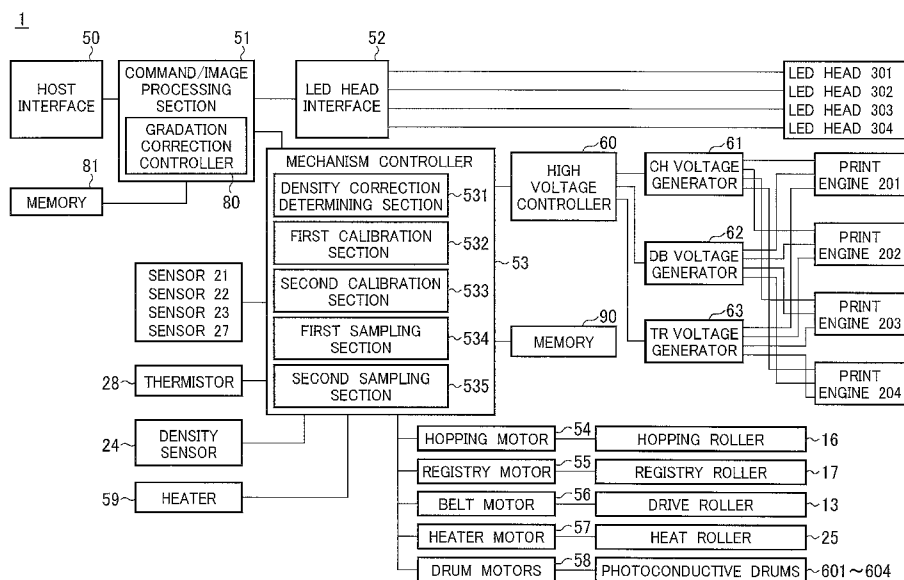 1
50
51
52
HOST
INTERFACE
COMMAND/IMAGE
PROCESSING
SECTION
GRADATION
CORRECTION
CONTROLLER
80
LED HEAD
INTERFACE
LED HEAD 301
LED HEAD 302
LED HEAD 303
LED HEAD 304
81
MEMORY
MECHANISM CONTROLLER
DENSITY CORRECTION
DETERMINING SECTION
531
FIRST CALIBRATION
SECTION
532
SECOND CALIBRATION
SECTION
533
FIRST SAMPLING
SECTION
534
SECOND SAMPLING
SECTION
535
53
60
HIGH
VOLTAGE
CONTROLLER
61
CH VOLTAGE
GENERATOR
62
DB VOLTAGE
GENERATOR
63
TR VOLTAGE
GENERATOR
PRINT
ENGINE 201
PRINT
ENGINE 202
PRINT
ENGINE 203
PRINT
ENGINE 204
90
MEMORY
SENSOR 21
SENSOR 22
SENSOR 23
SENSOR 27
28
THERMISTOR
24
DENSITY
SENSOR
59
HEATER
54
HOPPING MOTOR
HOPPING ROLLER
16
55
REGISTRY MOTOR
REGISTRY ROLLER
17
56
BELT MOTOR
DRIVE ROLLER
13
57
HEATER MOTOR
HEAT ROLLER
25
58
DRUM MOTORS
PHOTOCONDUCTIVE DRUMS
601~604